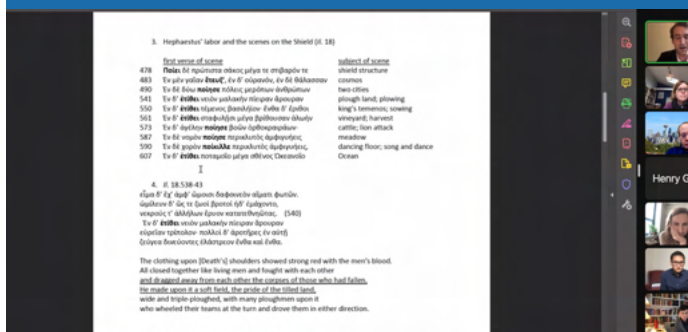 3. Hephaestus' labor and the scenes on the Shield (Il. 18)
first verse of scene subject of scene
478 Ποίει δὲ πρώτιστα σάκος μέγα τε στιβαρόν τε shield structure
483 Ἐν μὲν γαῖαν ἔτευξ', ἐν δ' οὐρανόν, ἐν δὲ θάλασσαν cosmos
490 Ἐν δὲ δύω ποίησε πόλεις μερόπων ἀνθρώπων two cities
541 Ἐν δ' ἐτίθει νειὸν μαλακὴν πίειραν ἄρουραν plough land; plowing
550 Ἐν δ' ἐτίθει τέμενος βασιλήϊον· ἔνθα δ' ἔριθοι king's temenos; sowing
561 Ἐν δ' ἐτίθει σταφυλῇσι μέγα βρίθουσαν ἀλωὴν vineyard; harvest
573 Ἐν δ' ἀγέλην ποίησε βοῶν ὀρθοκραιράων· cattle; lion attack
587 Ἐν δὲ νομὸν ποίησε περικλυτὸς ἀμφιγυήεις meadow
590 Ἐν δὲ χορὸν ποίκιλλε περικλυτὸς ἀμφιγυήεις, dancing floor; song and dance
607 Ἐν δ' ἐτίθει ποταμοῖο μέγα σθένος Ὠκεανοῖο Ocean
4. Il. 18.538-43
εἷμα δ' ἔχ' ἀμφ' ὤμοισι δαφοινεὸν αἵματι φωτῶν.
ὡμίλευν δ' ὥς τε ζωοὶ βροτοὶ ἠδ' ἐμάχοντο,
νεκρούς τ' ἀλλήλων ἔρυον κατατεθνηῶτας. (540)
Ἐν δ' ἐτίθει νειὸν μαλακὴν πίειραν ἄρουραν
εὐρεῖαν τρίπολον· πολλοὶ δ' ἀροτῆρες ἐν αὐτῇ
ζεύγεα δινεύοντες ἐλάστρεον ἔνθα καὶ ἔνθα.
The clothing upon [Death's] shoulders showed strong red with the men's blood.
All closed together like living men and fought with each other
and dragged away from each other the corpses of those who had fallen.
He made upon it a soft field, the pride of the tilled land,
wide and triple-ploughed, with many ploughmen upon it
who wheeled their teams at the turn and drove them in either direction.
Henry G